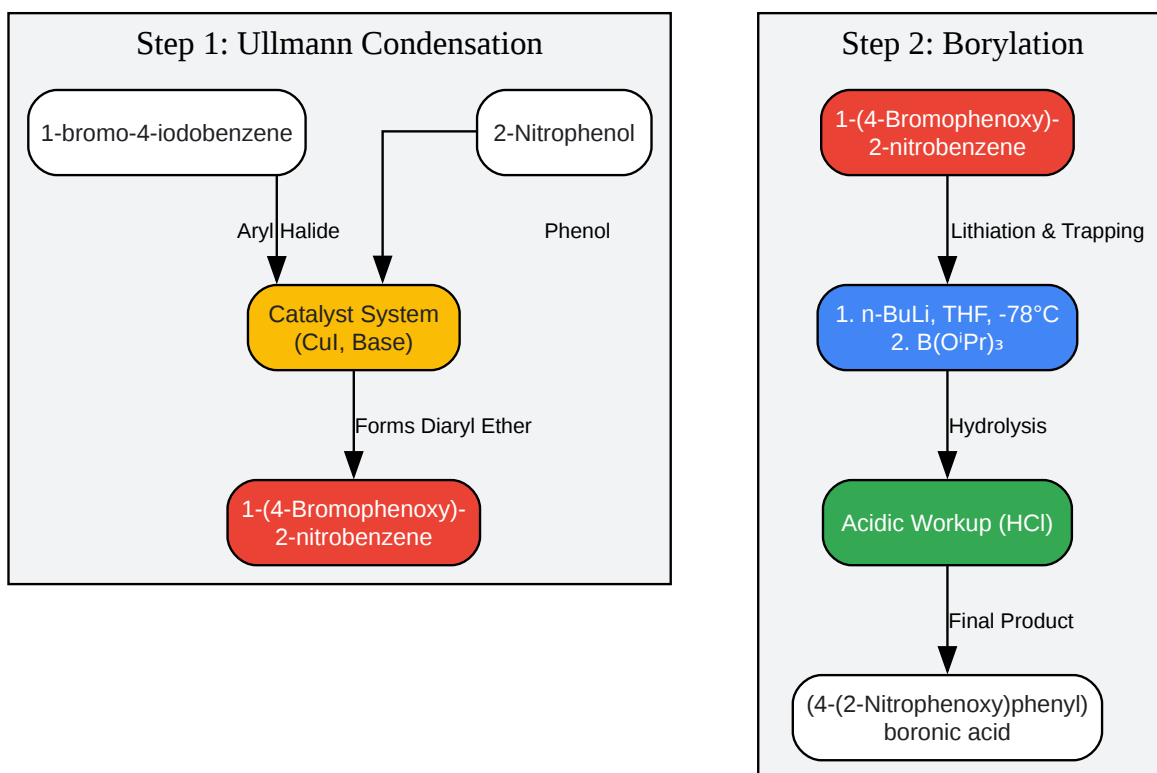 Step 1: Ullmann Condensation
1-bromo-4-iodobenzene
2-Nitrophenol
Aryl Halide
Phenol
Catalyst System
(CuI, Base)
Forms Diaryl Ether
1-(4-Bromophenoxy)-
2-nitrobenzene
Step 2: Borylation
1-(4-Bromophenoxy)-
2-nitrobenzene
Lithiation & Trapping
1. n-BuLi, THF, -78°C
2. B(OⁱPr)₃
Hydrolysis
Acidic Workup (HCl)
Final Product
(4-(2-Nitrophenoxy)phenyl)
boronic acid